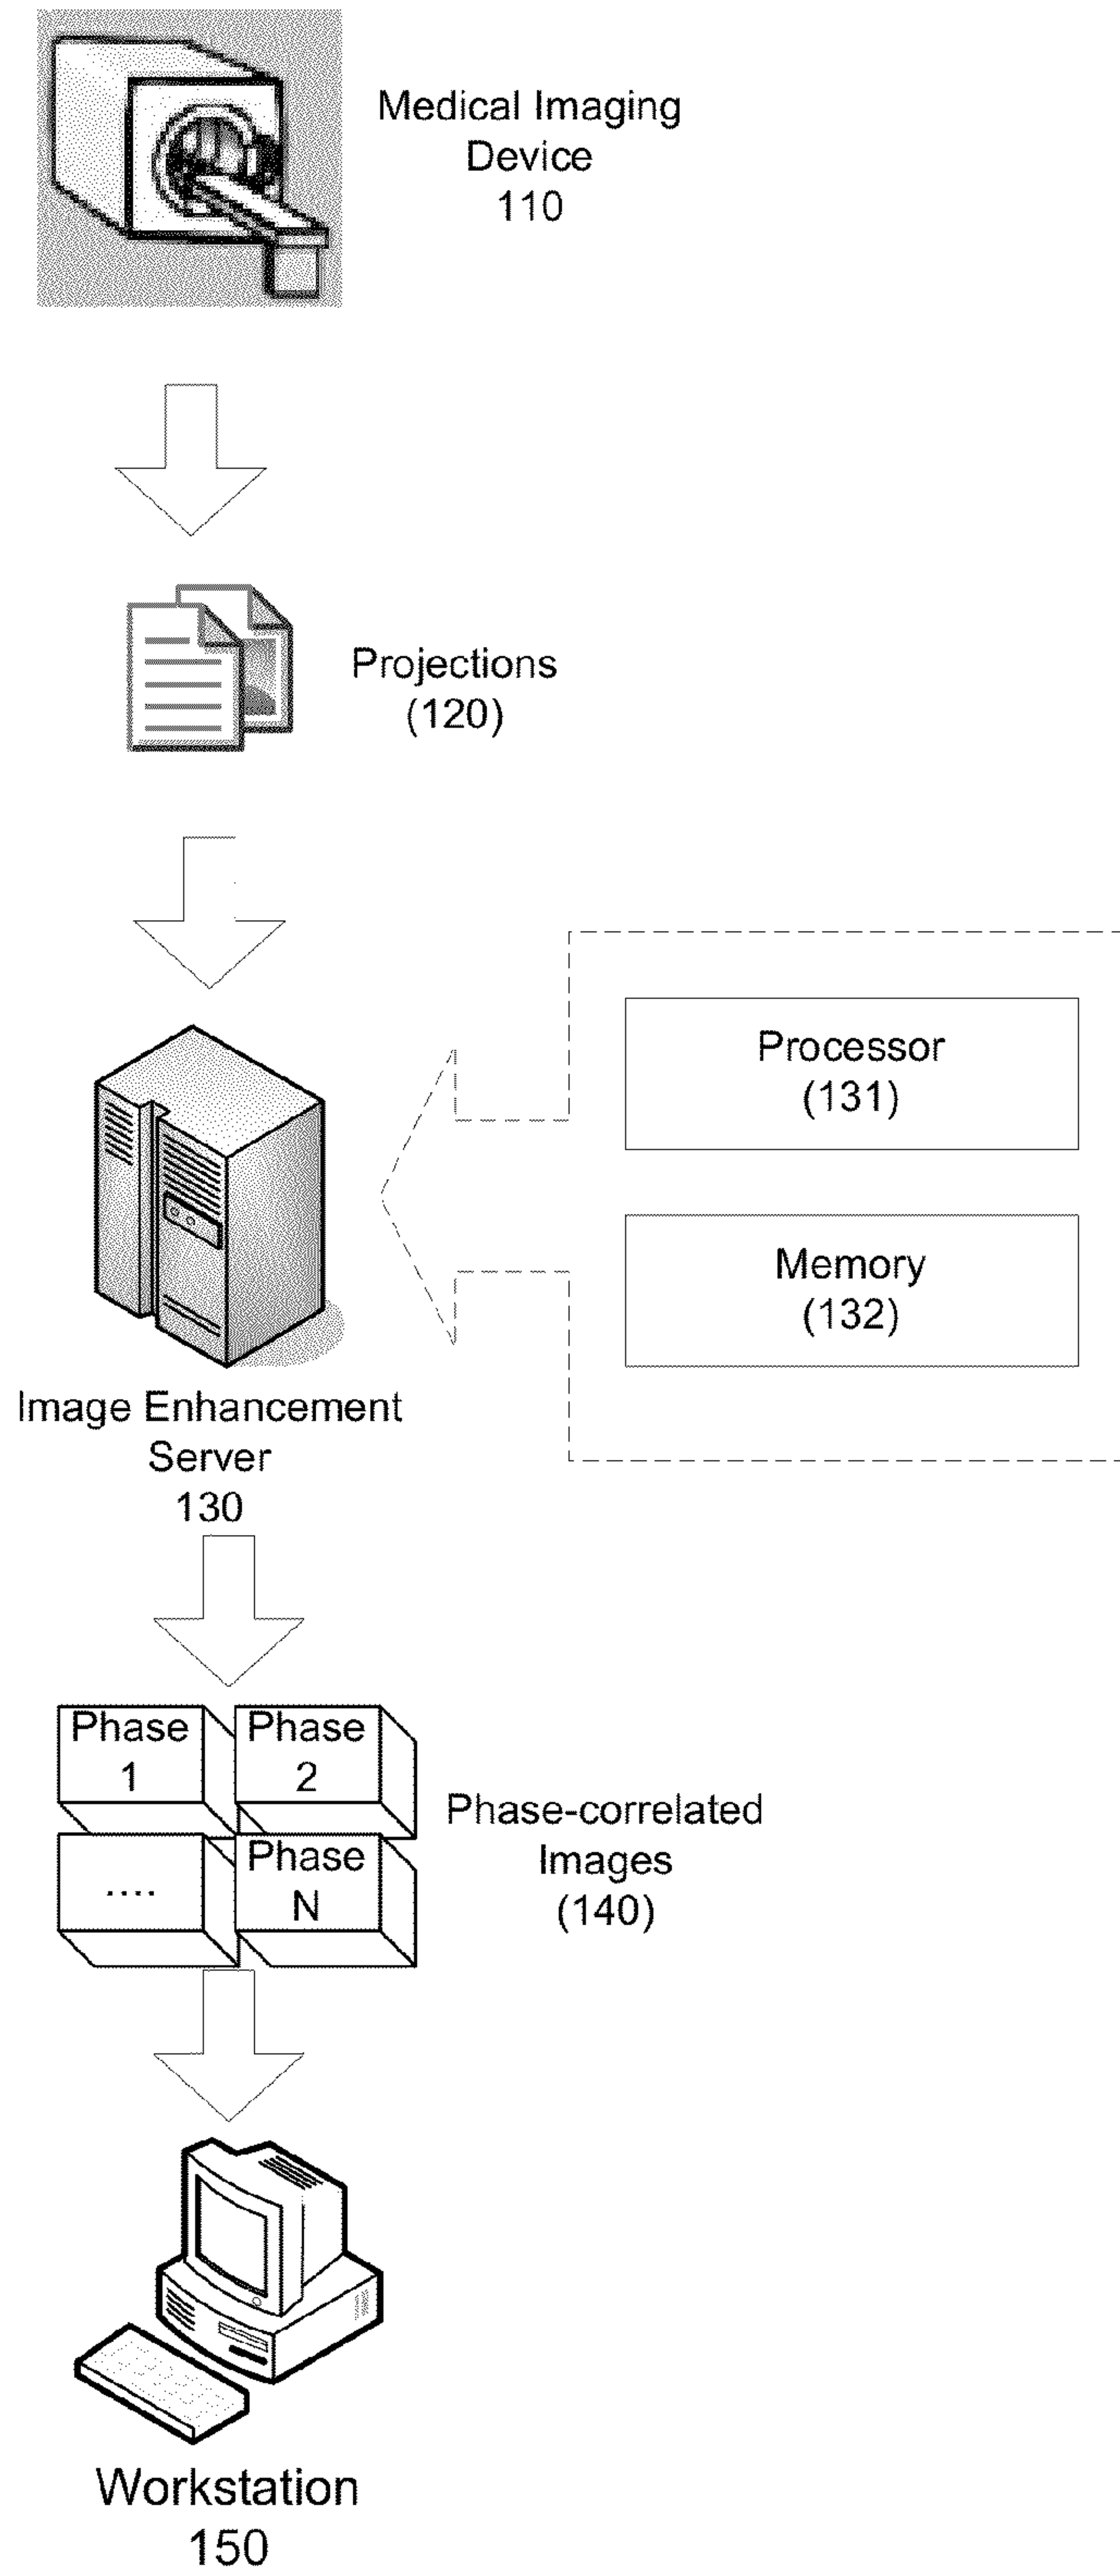 Medical Imaging
Device
110
Projections
(120)
Processor
(131)
Memory
(132)
Image Enhancement
Server
130
Phase
1
Phase
2
....
Phase
N
Phase-correlated
Images
(140)
Workstation
150